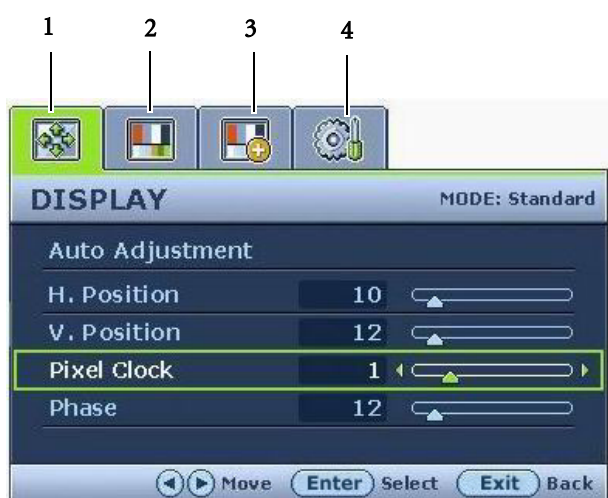 1 2 3 4
DISPLAY MODE: Standard
Auto Adjustment
H. Position 10
V. Position 12
Pixel Clock 1
Phase 12
Move Enter Select Exit Back